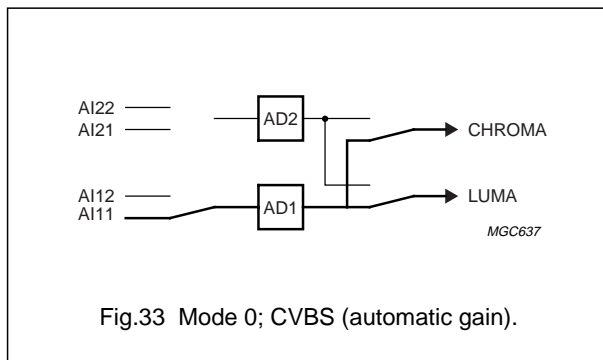 AI22
AI21
AD2
CHROMA
AI12
AI11
AD1
LUMA
MGC637
Fig.33 Mode 0; CVBS (automatic gain).